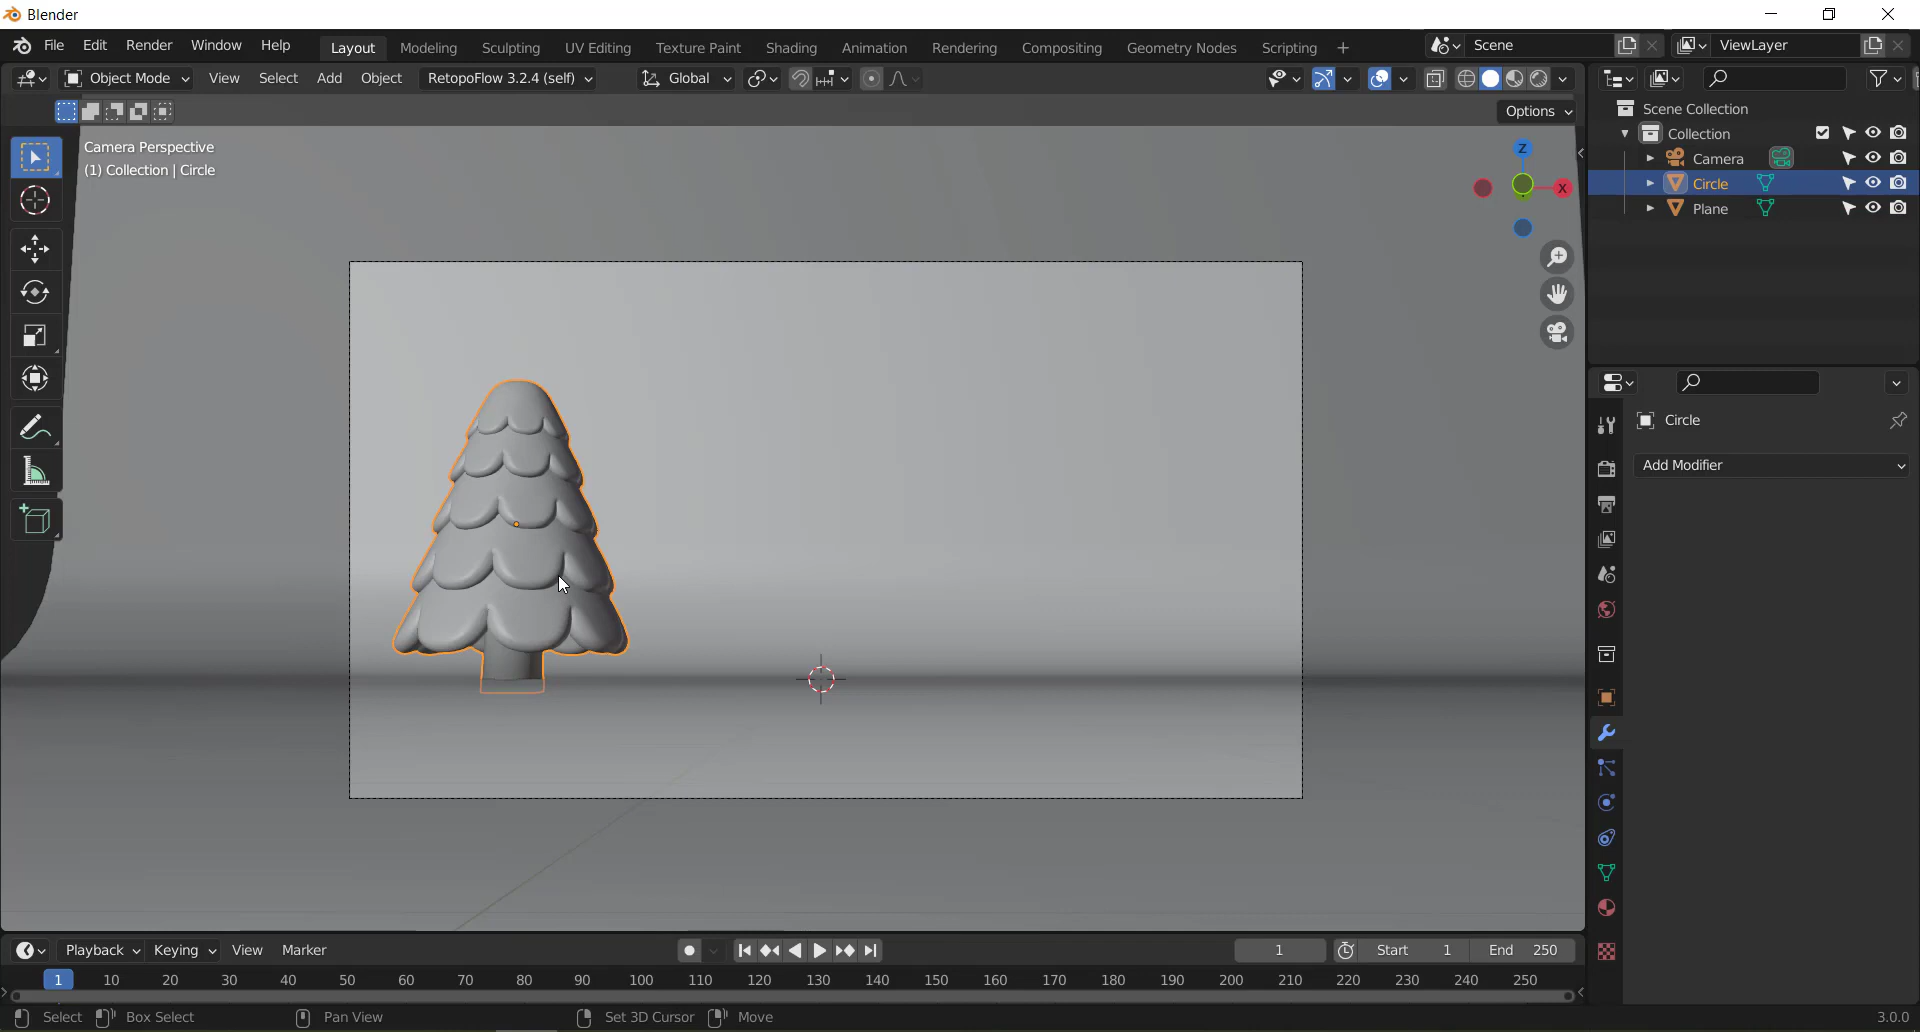 Blender
File Edit Render Window Help Layout Modeling Sculpting UV Editing Texture Paint Shading Animation Rendering Compositing Geometry Nodes Scripting + Scene ViewLayer
Object Mode View Select Add Object RetopoFlow 3.2.4 (self) Global
Options
Camera Perspective
(1) Collection | Circle
Z
X
Scene Collection
Collection
Camera
Circle
Plane
Circle
Add Modifier
Playback Keying View Marker 1 Start 1 End 250
1 10 20 30 40 50 60 70 80 90 100 110 120 130 140 150 160 170 180 190 200 210 220 230 240 250
Select Box Select Pan View Set 3D Cursor Move 3.0.0